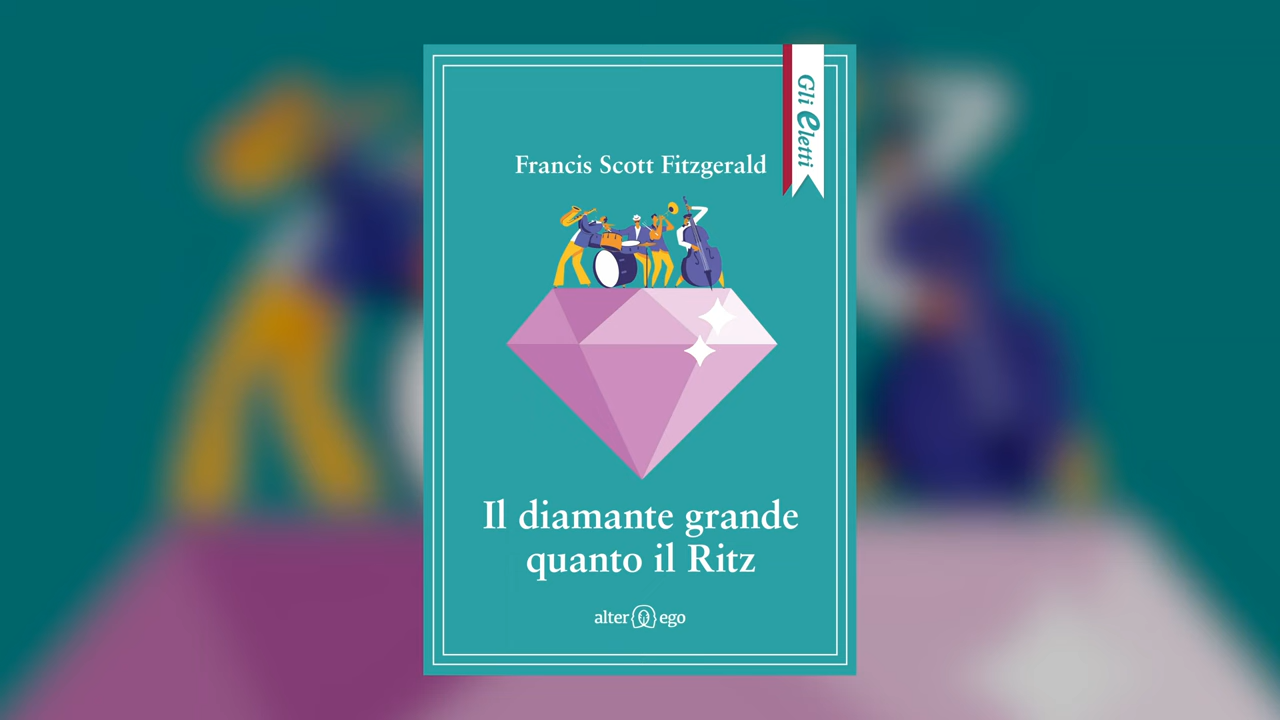 Gli eletti
Francis Scott Fitzgerald
Il diamante grande
quanto il Ritz
alter ego